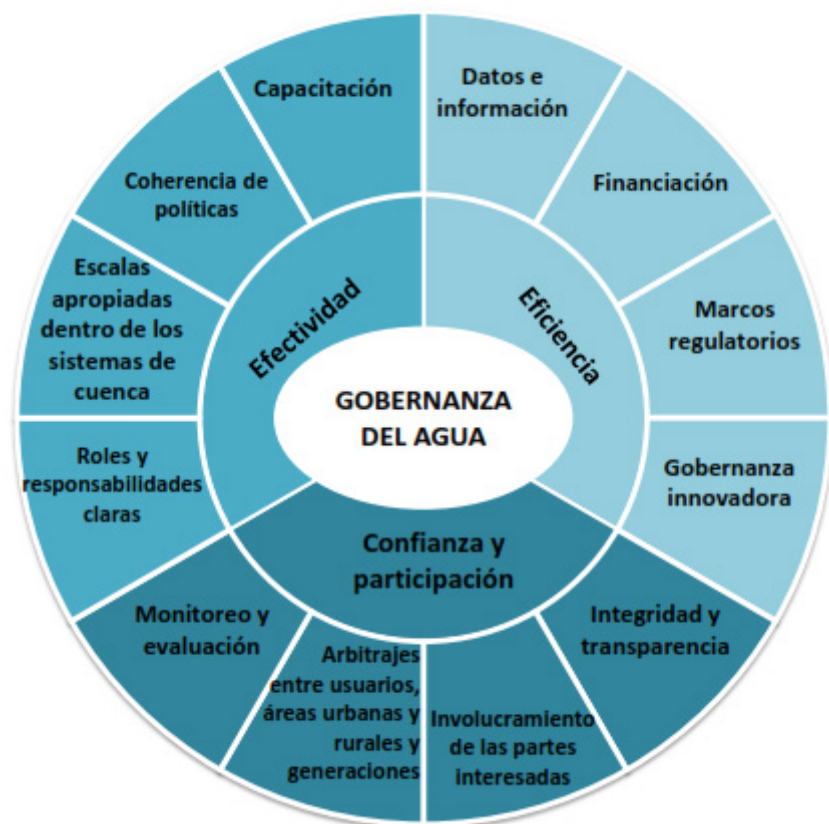 GOBERNANZA
DEL AGUA
Efectividad
Eficiencia
Confianza y
participación
Capacitación
Coherencia de
políticas
Escalas
apropiadas
dentro de los
sistemas de
cuenca
Roles y
responsabilidades
claras
Datos e
información
Financiación
Marcos
regulatorios
Gobernanza
innovadora
Integridad y
transparencia
Involucramiento
de las partes
interesadas
Arbitrajes
entre usuarios,
áreas urbanas y
rurales y
generaciones
Monitoreo y
evaluación